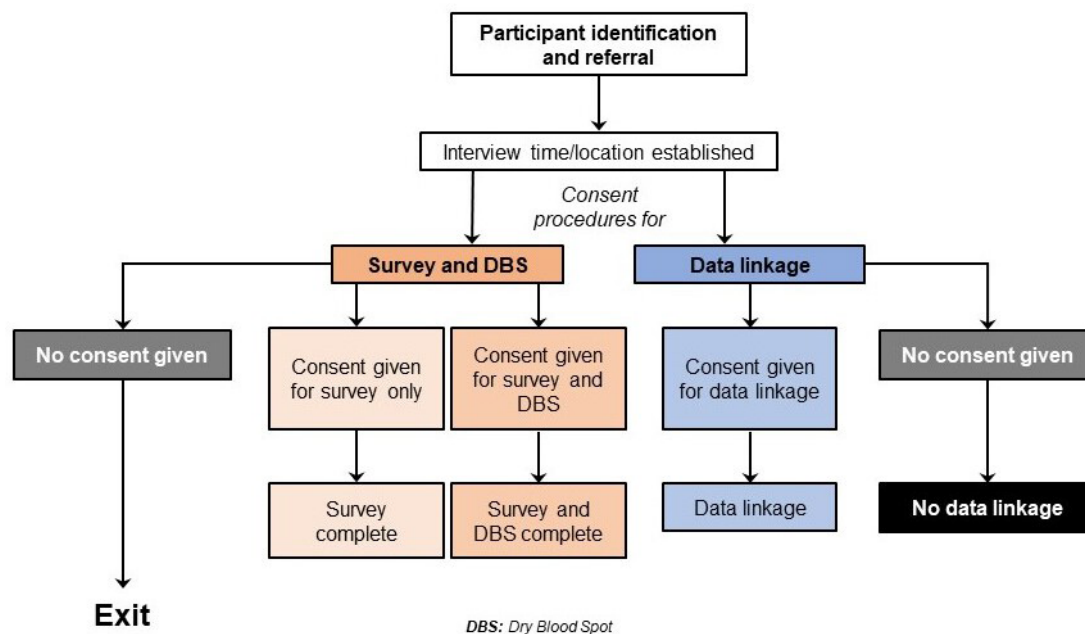 Participant identification
and referral
Interview time/location established
Consent
procedures for
Survey and DBS
Data linkage
No consent given
Consent given
for survey only
Consent given
for survey and
DBS
Consent given
for data linkage
No consent given
Survey
complete
Survey and
DBS complete
Data linkage
No data linkage
Exit
DBS: Dry Blood Spot